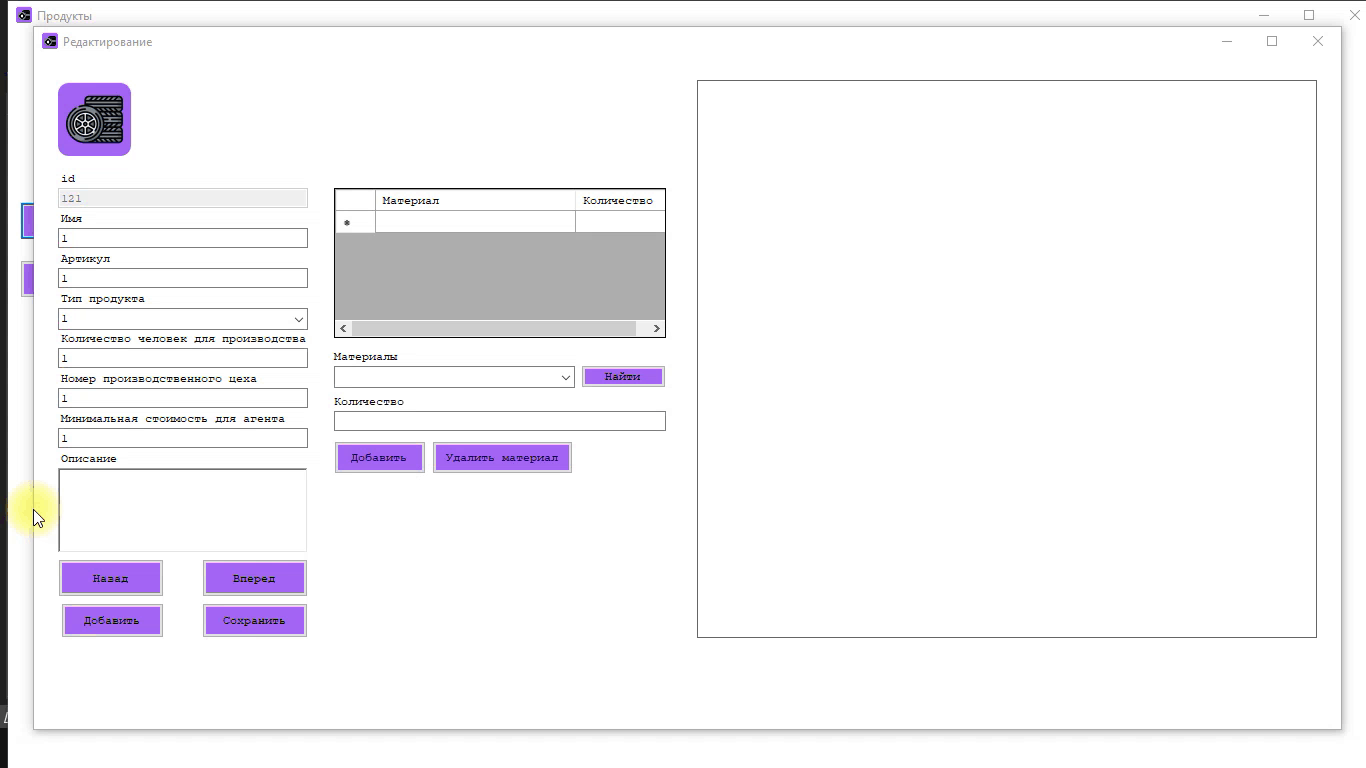 Продукты
Редактирование
id
121
Имя
1
Артикул
1
Тип продукта
1
Количество человек для производства
1
Номер производственного цеха
1
Минимальная стоимость для агента
1
Описание
Назад
Вперед
Добавить
Сохранить
Материал
Количество
*
Материалы
Найти
Количество
Добавить
Удалить материал